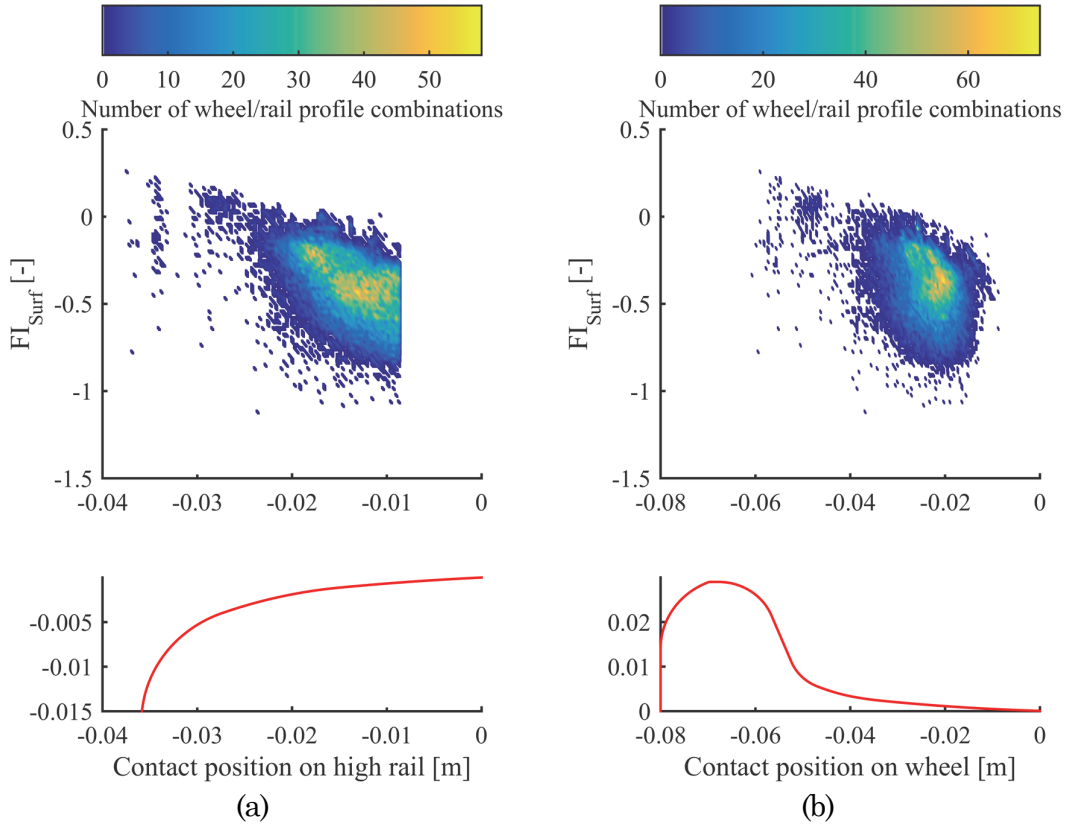 0 10 20 30 40 50
Number of wheel/rail profile combinations
0.5
0
-0.5
-1
-1.5
FI_Surf [-]
-0.04 -0.03 -0.02 -0.01 0
-0.005
-0.01
-0.015
-0.04 -0.03 -0.02 -0.01 0
Contact position on high rail [m]
(a)
0 20 40 60
Number of wheel/rail profile combinations
0.5
0
-0.5
-1
-1.5
FI_Surf [-]
-0.08 -0.06 -0.04 -0.02 0
0.02
0.01
0
-0.08 -0.06 -0.04 -0.02 0
Contact position on wheel [m]
(b)